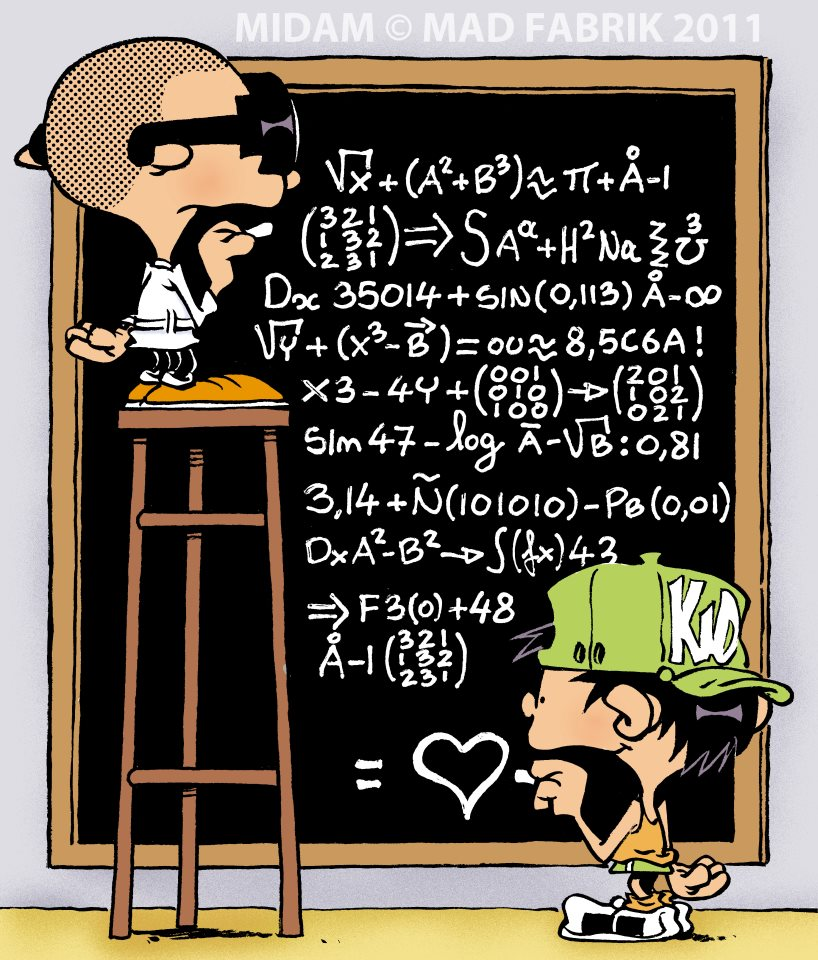 MIDAM © MAD FABRIK 2011
√x + (A²+B³) ≈ π + Å-1
(3 2 1
1 3 2
2 3 1) ⇒ ∫A^α + H²Na ξ ℧³
Dx 35014 + SIN(0,113) Å-∞
√Y + (x³-B⃗) = ∞ ≈ 8,5C6A!
X3 - 4Y + (0 0 1
0 1 0
1 0 0) → (2 0 1
1 0 2
0 2 1)
Sim 47 - log Ā - √B : 0,81
3,14 + Ñ(101010) - PB(0,01)
DxA²-B² → ∫(fx)43
⇒ F3(0) + 48
Å-1 (3 2 1
1 3 2
2 3 1)
= ♡
KID